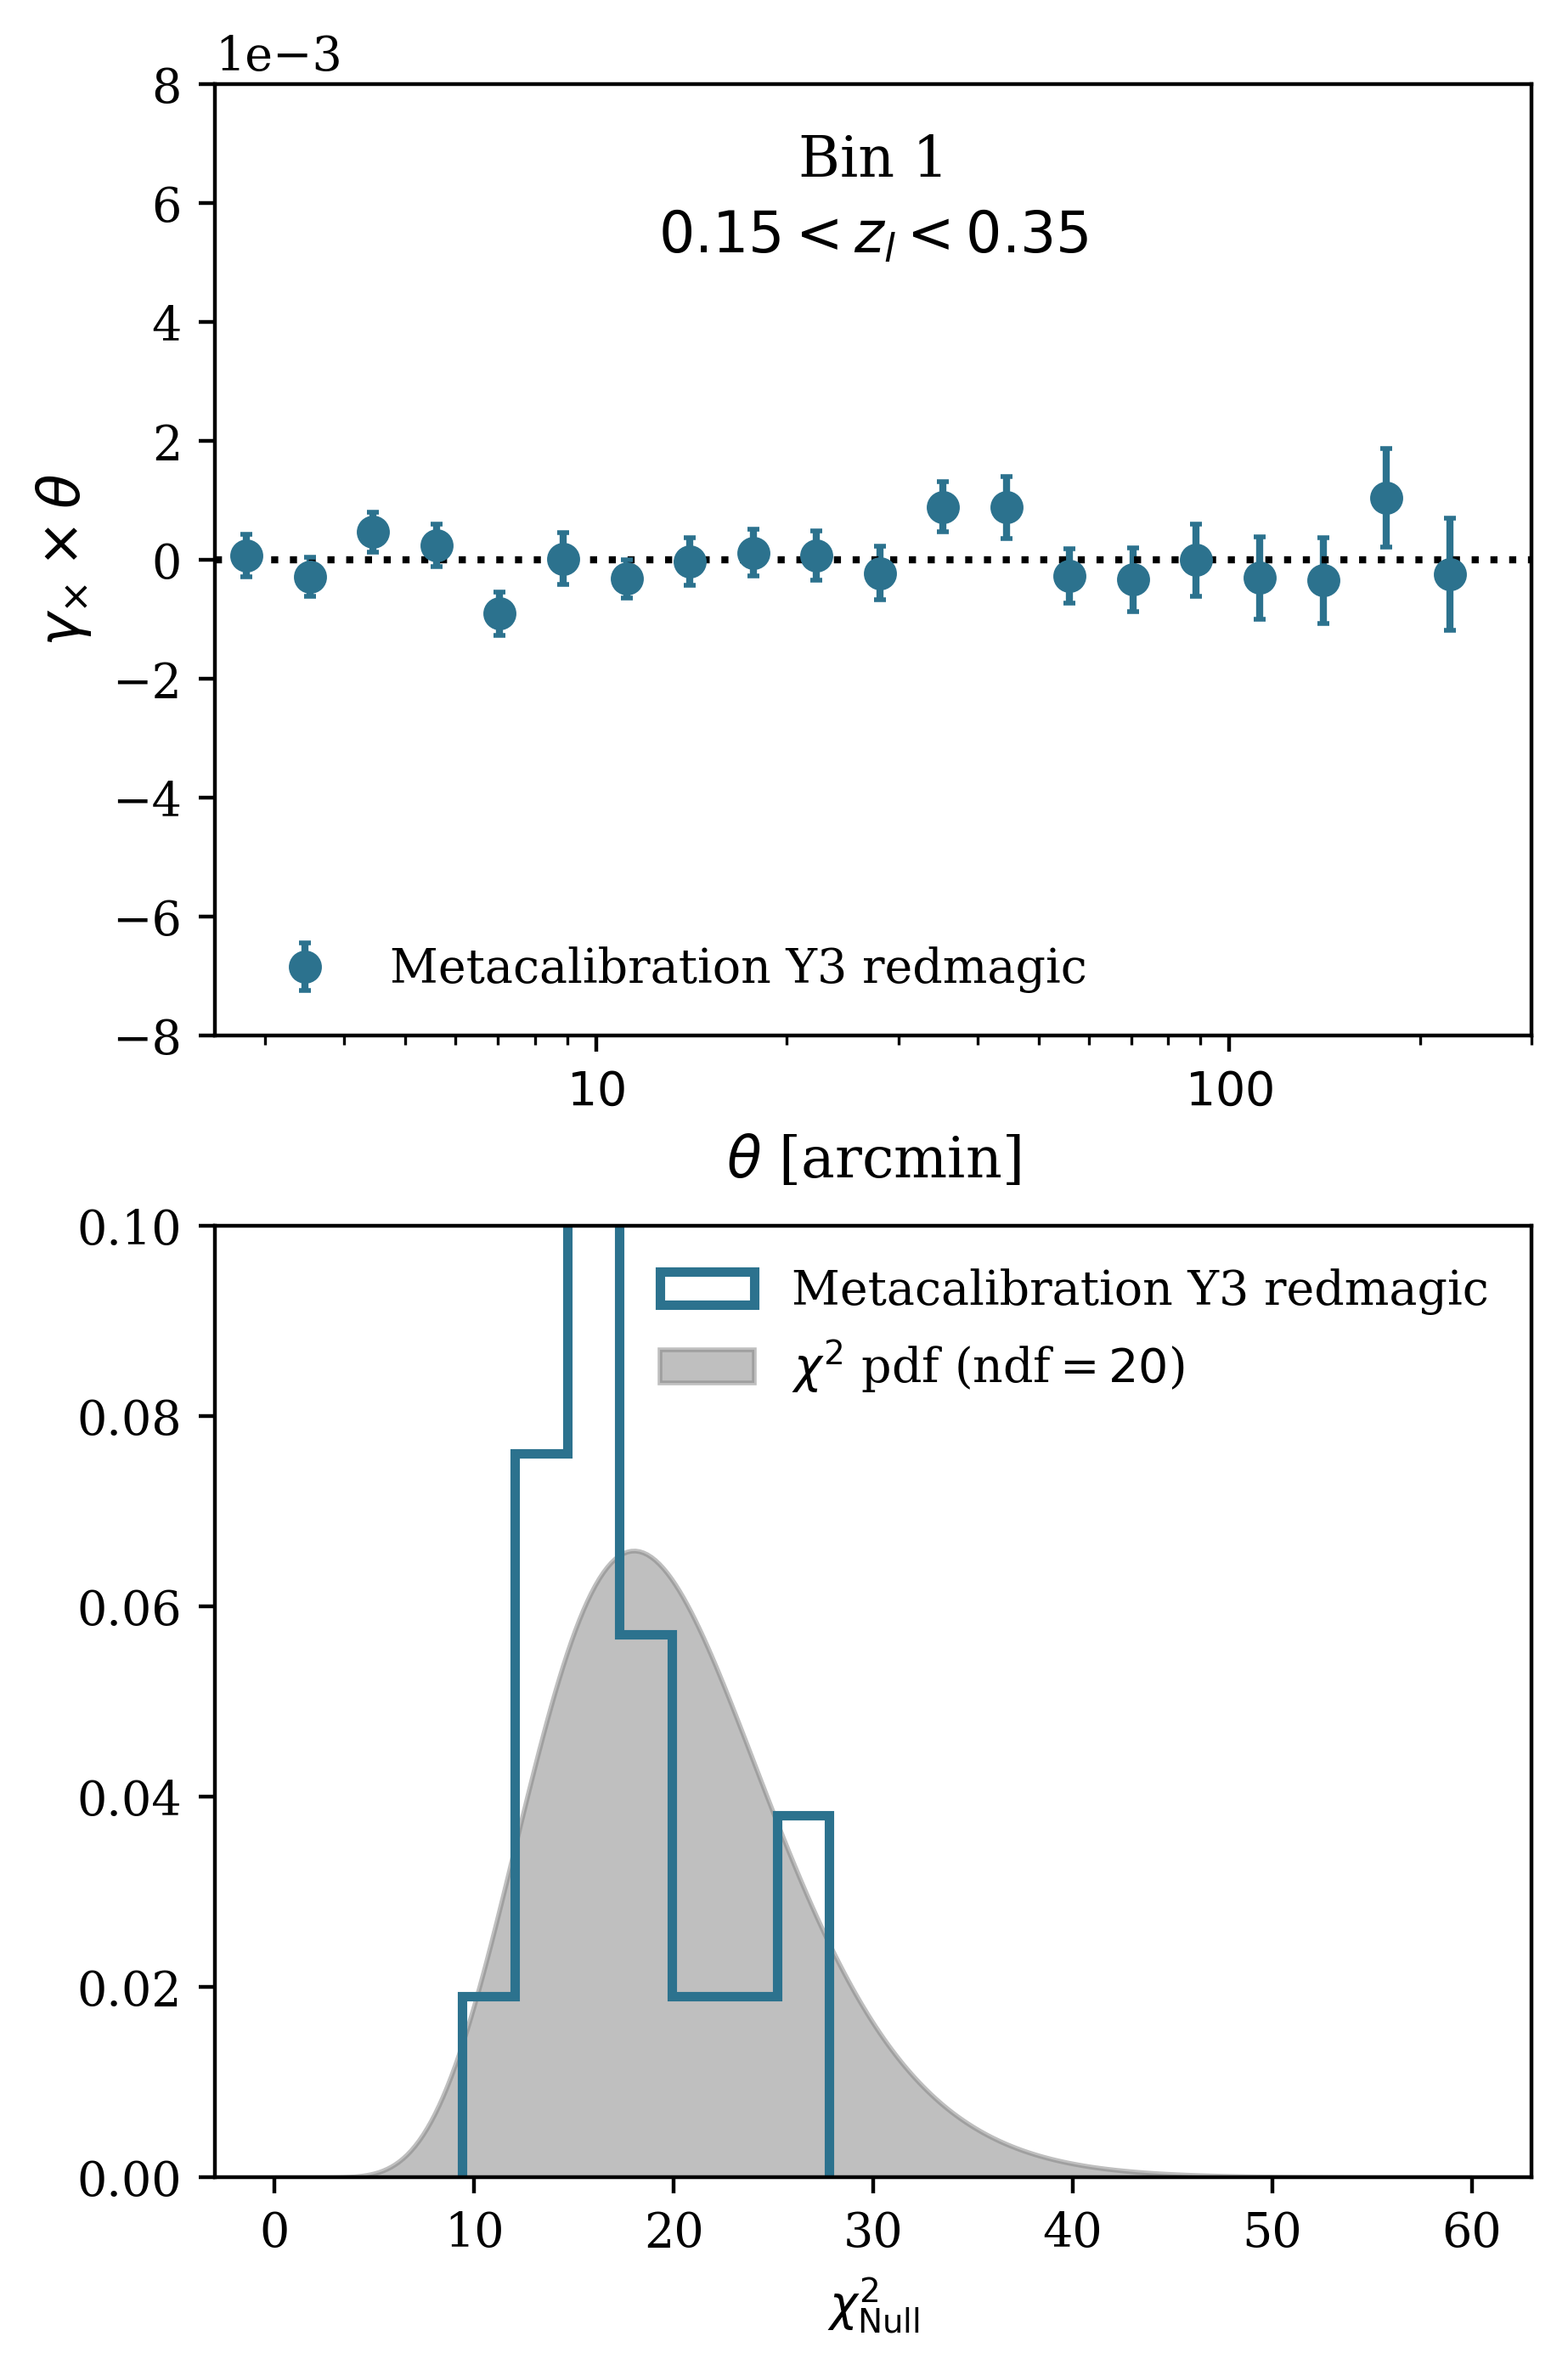 1e−3
8
6
4
2
0
−2
−4
−6
−8
γ× × θ
Bin 1
0.15 < z_l < 0.35
Metacalibration Y3 redmagic
10
100
θ [arcmin]
0.10
0.08
0.06
0.04
0.02
0.00
Metacalibration Y3 redmagic
χ² pdf (ndf = 20)
0
10
20
30
40
50
60
χ²_Null